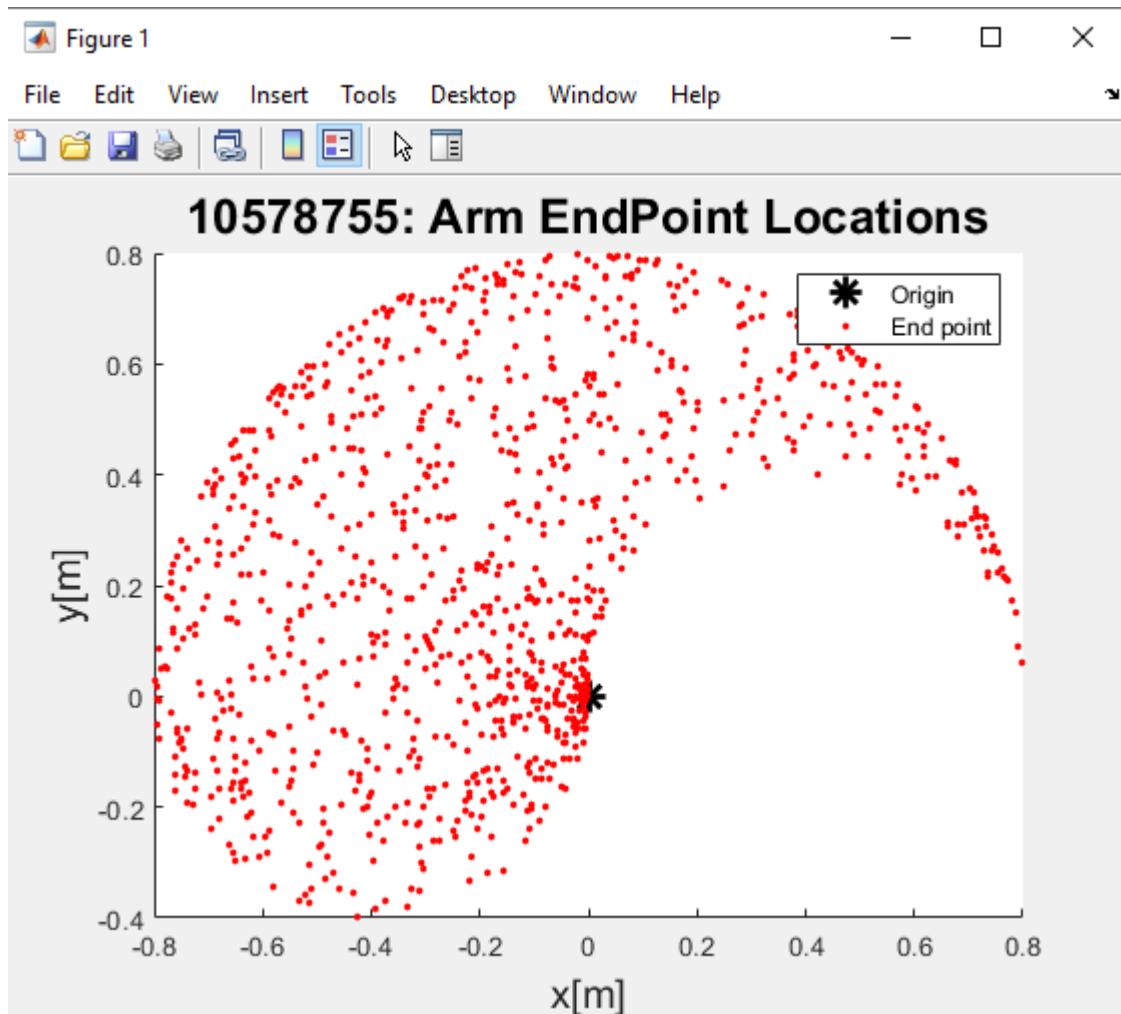 Figure 1
File Edit View Insert Tools Desktop Window Help
10578755: Arm EndPoint Locations
Origin
End point
0.8
0.6
0.4
0.2
0
-0.2
-0.4
y[m]
-0.8 -0.6 -0.4 -0.2 0 0.2 0.4 0.6 0.8
x[m]